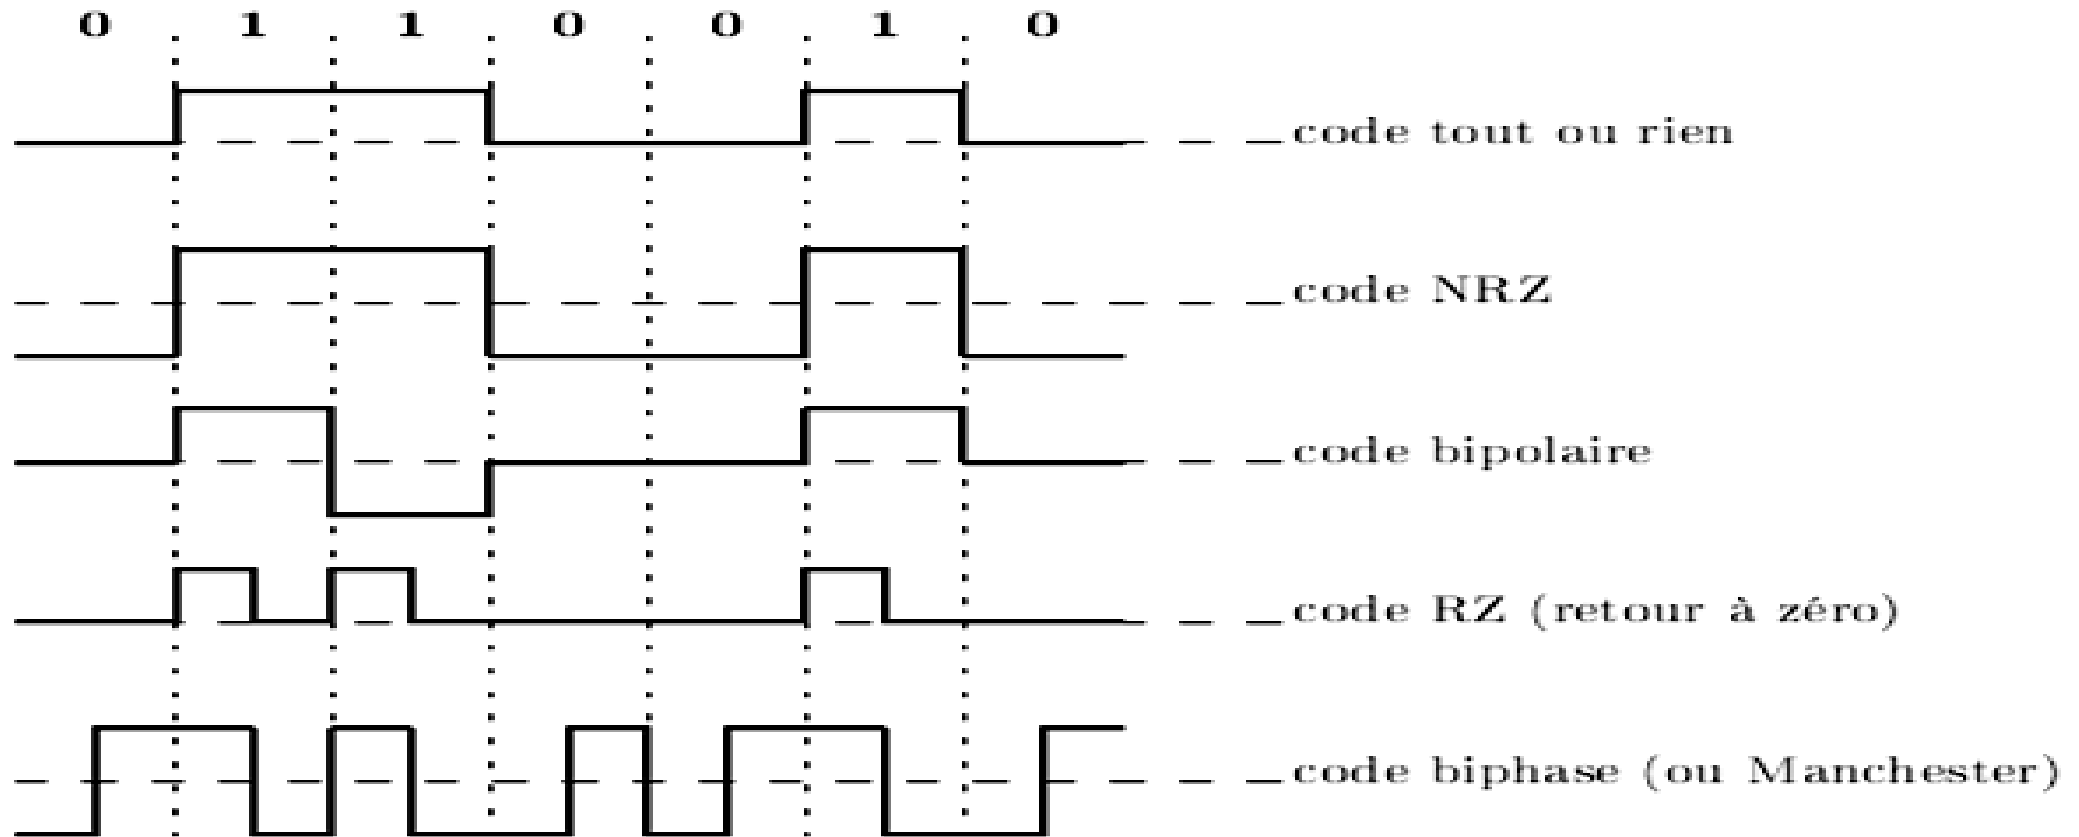 0 1 1 0 0 1 0
code tout ou rien
code NRZ
code bipolaire
code RZ (retour à zéro)
code biphase (ou Manchester)